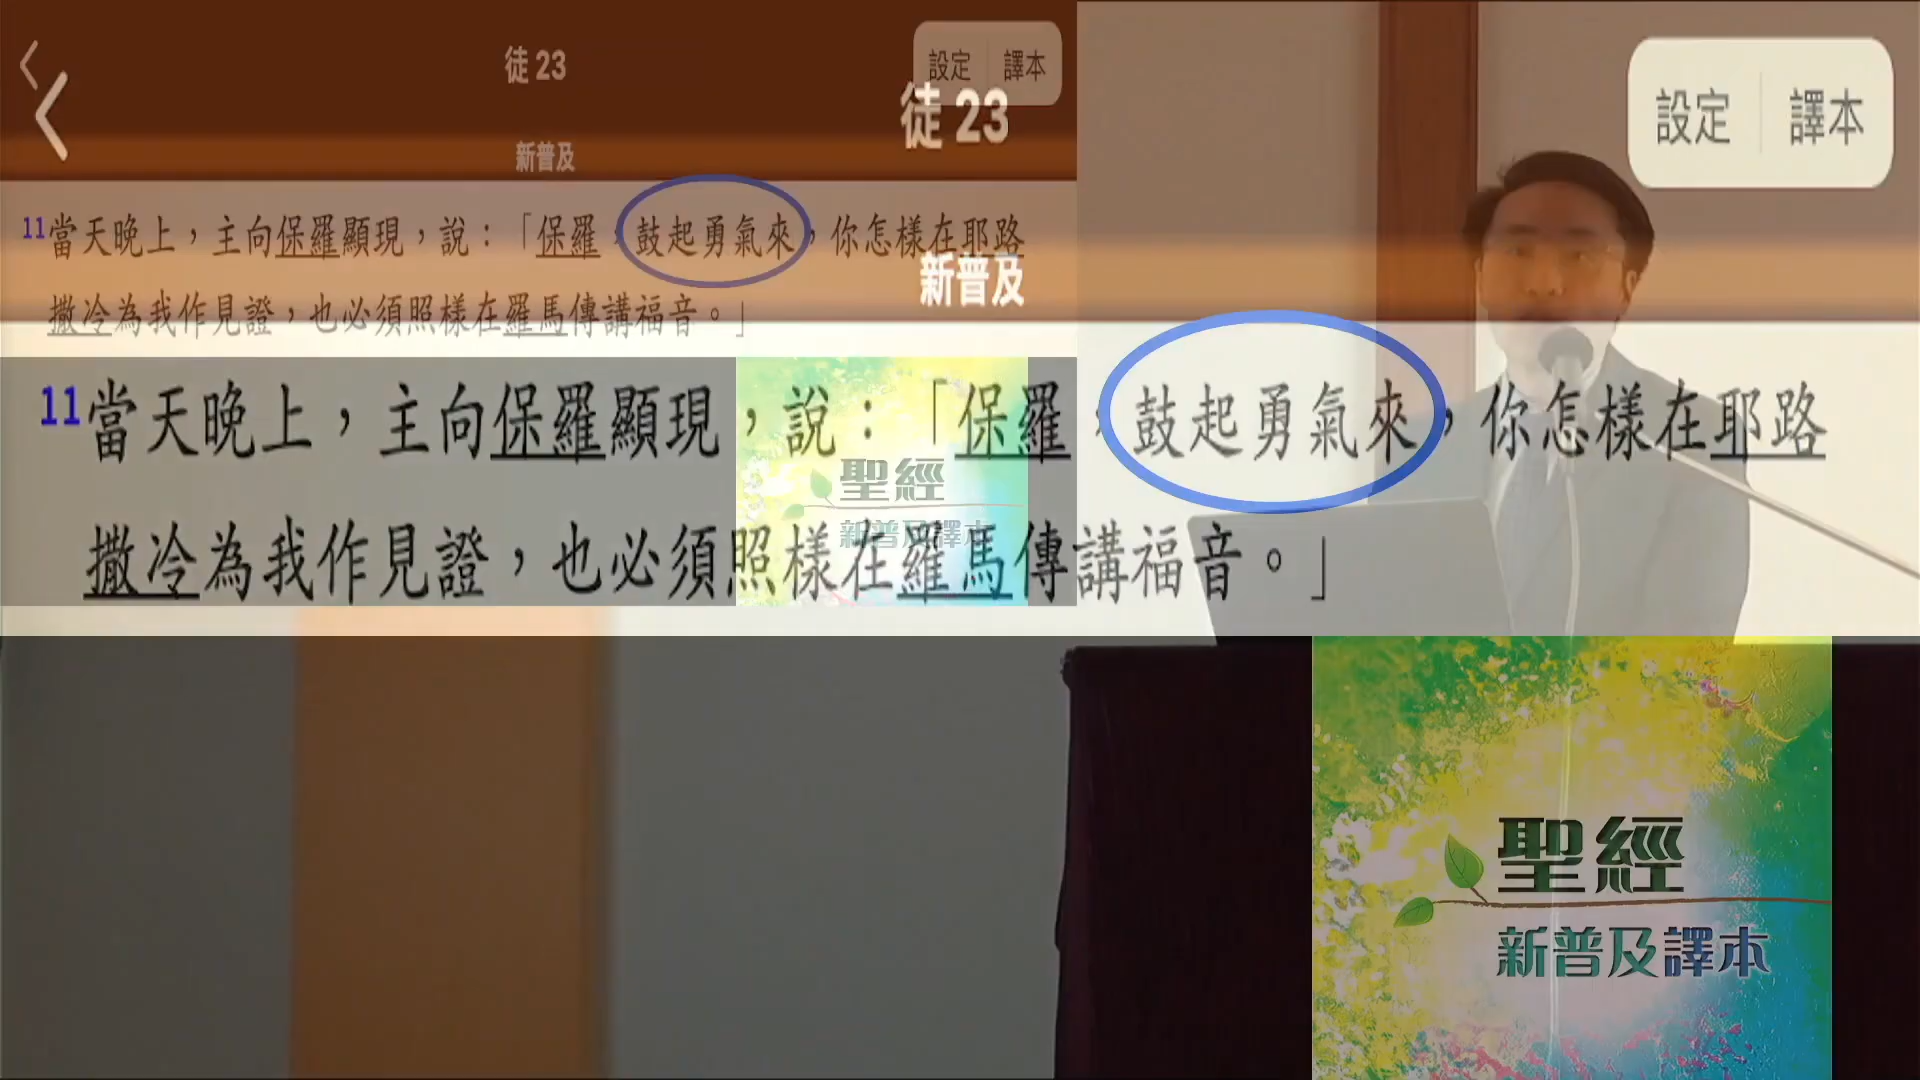 徒 23
設定 譯本
新普及
11當天晚上，主向保羅顯現，說：「保羅，鼓起勇氣來，你怎樣在耶路
撒冷為我作見證，也必須照樣在羅馬傳講福音。」
聖經
新普及譯本
徒 23
設定 譯本
新普及
11當天晚上，主向保羅顯現，說：「保羅，鼓起勇氣來，你怎樣在耶路
撒冷為我作見證，也必須照樣在羅馬傳講福音。」
聖經
新普及譯本